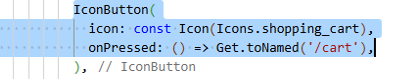 IconButton(
icon: const Icon(Icons.shopping_cart),
onPressed: () => Get.toNamed('/cart'),
), // IconButton